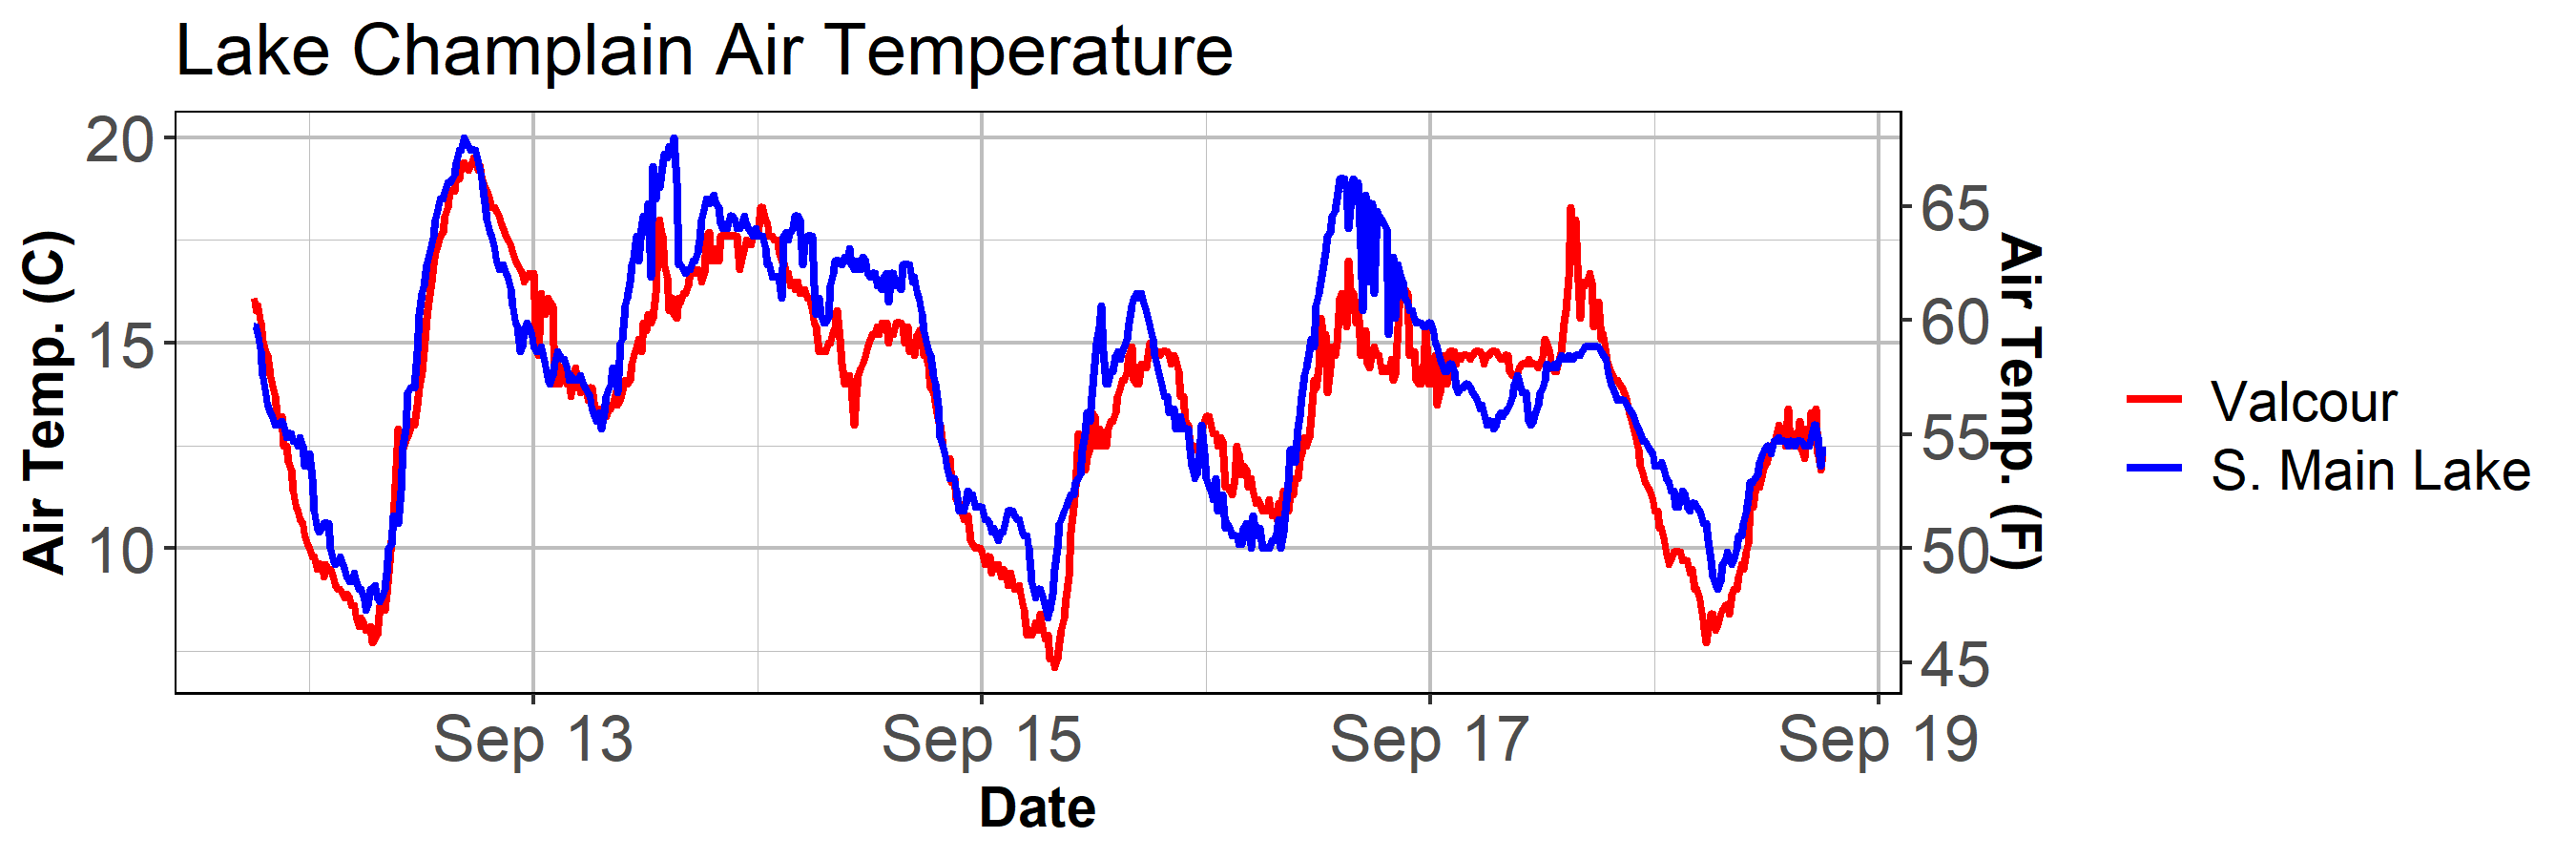 Lake Champlain Air Temperature
20
15
10
Air Temp. (C)
65
60
55
50
45
Air Temp. (F)
Sep 13
Sep 15
Sep 17
Sep 19
Date
Valcour
S. Main Lake